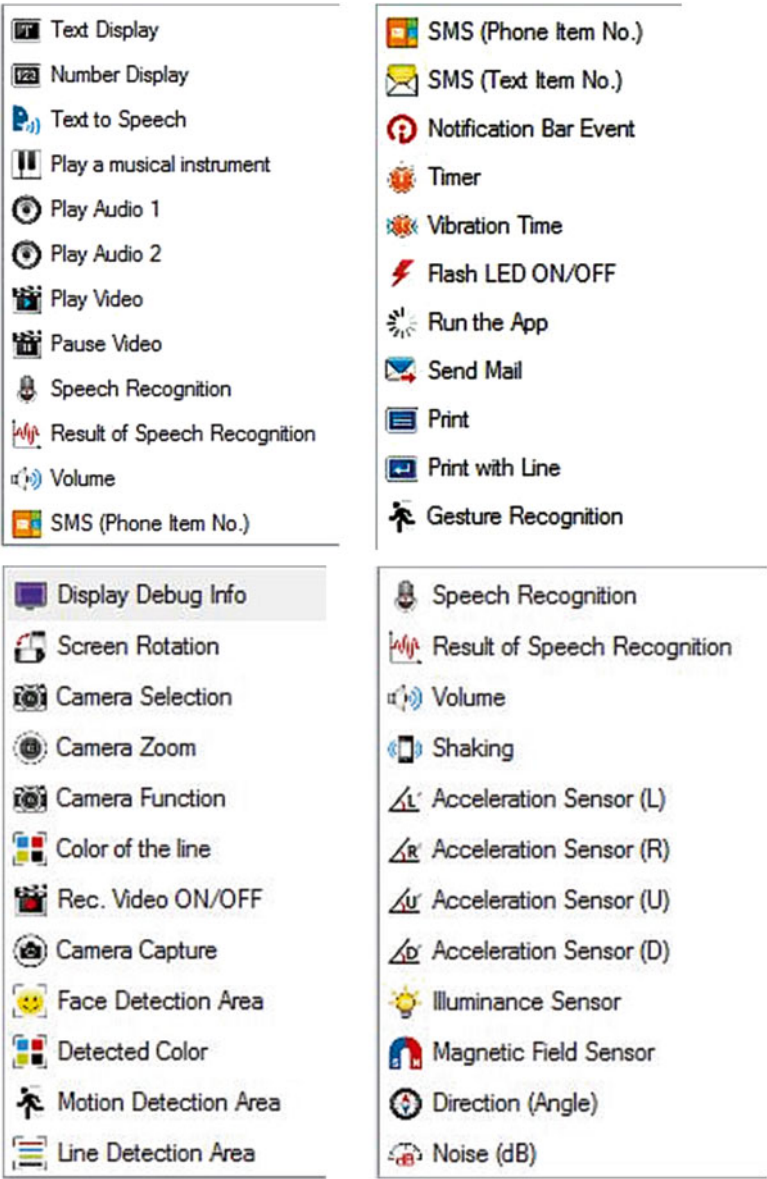 Text Display
Number Display
Text to Speech
Play a musical instrument
Play Audio 1
Play Audio 2
Play Video
Pause Video
Speech Recognition
Result of Speech Recognition
Volume
SMS (Phone Item No.)
SMS (Phone Item No.)
SMS (Text Item No.)
Notification Bar Event
Timer
Vibration Time
Flash LED ON/OFF
Run the App
Send Mail
Print
Print with Line
Gesture Recognition
Display Debug Info
Screen Rotation
Camera Selection
Camera Zoom
Camera Function
Color of the line
Rec. Video ON/OFF
Camera Capture
Face Detection Area
Detected Color
Motion Detection Area
Line Detection Area
Speech Recognition
Result of Speech Recognition
Volume
Shaking
Acceleration Sensor (L)
Acceleration Sensor (R)
Acceleration Sensor (U)
Acceleration Sensor (D)
Illuminance Sensor
Magnetic Field Sensor
Direction (Angle)
Noise (dB)